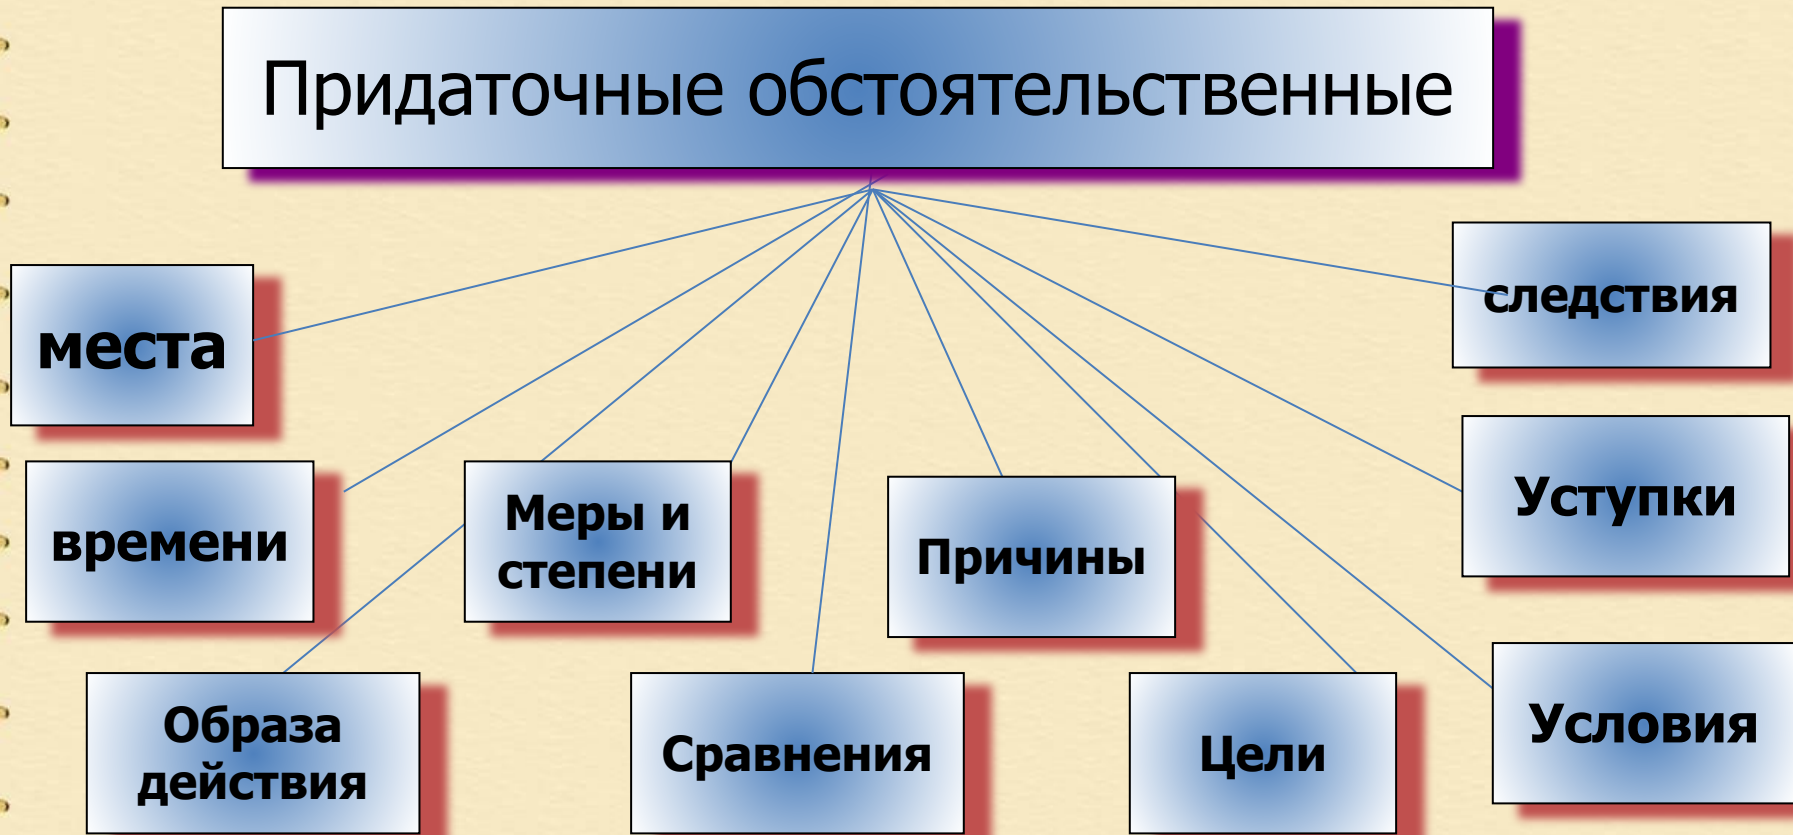 Придаточные обстоятельственные
следствия
места
Уступки
времени
Меры и
степени
Причины
Образа
действия
Сравнения
Цели
Условия